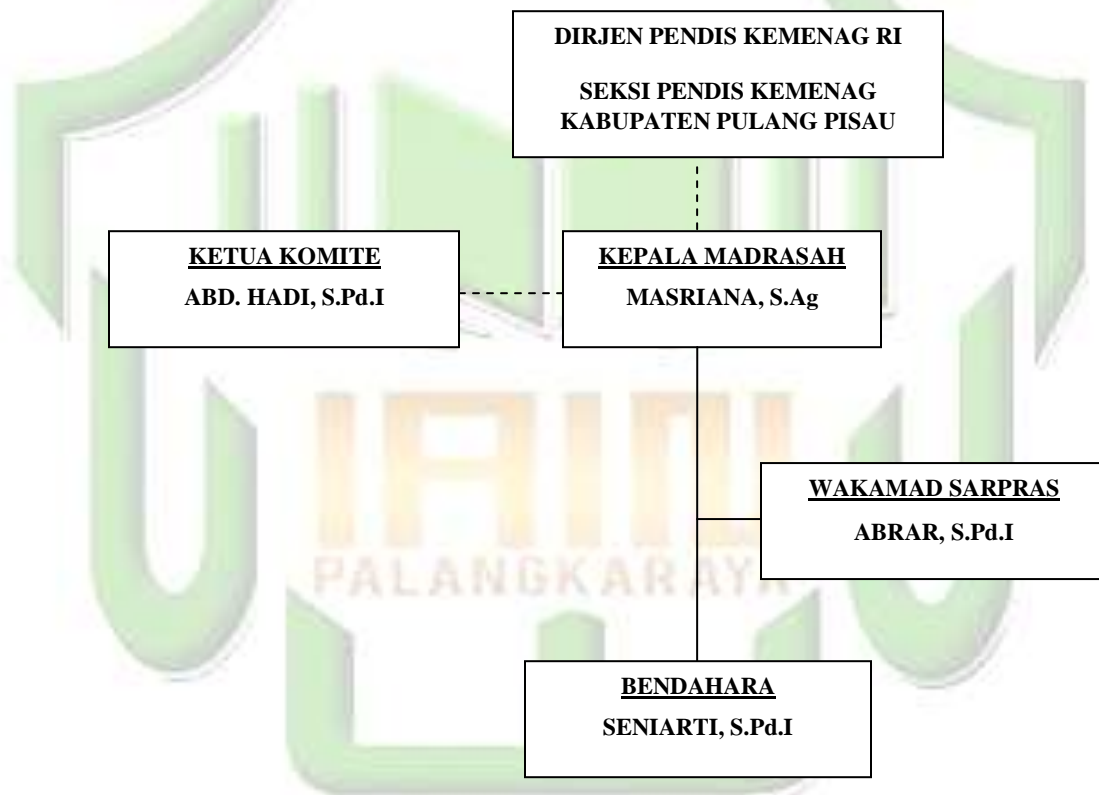 DIRJEN PENDIS KEMENAG RI
SEKSI PENDIS KEMENAG
KABUPATEN PULANG PISAU
KETUA KOMITE
ABD. HADI, S.Pd.I
KEPALA MADRASAH
MASRIANA, S.Ag
IAIN
PALANGKARAYA
WAKAMAD SARPRAS
ABRAR, S.Pd.I
BENDAHARA
SENIARTI, S.Pd.I